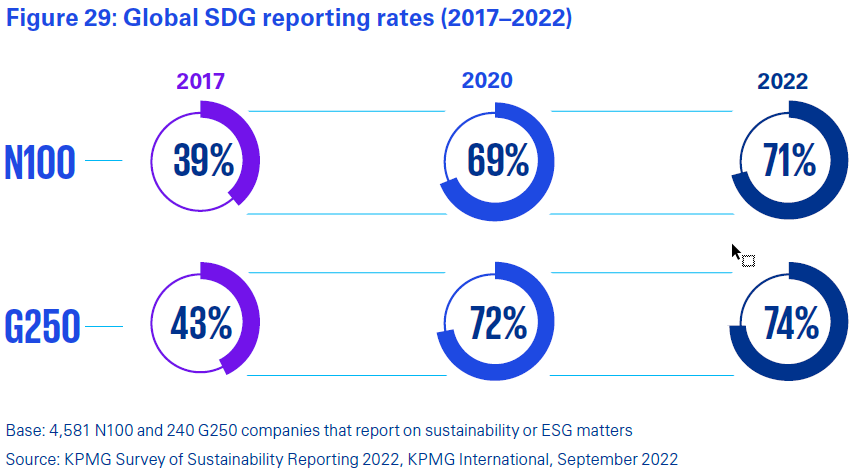 Figure 29: Global SDG reporting rates (2017–2022)
2017 2020 2022
N100 39% 69% 71%
G250 43% 72% 74%
Base: 4,581 N100 and 240 G250 companies that report on sustainability or ESG matters
Source: KPMG Survey of Sustainability Reporting 2022, KPMG International, September 2022